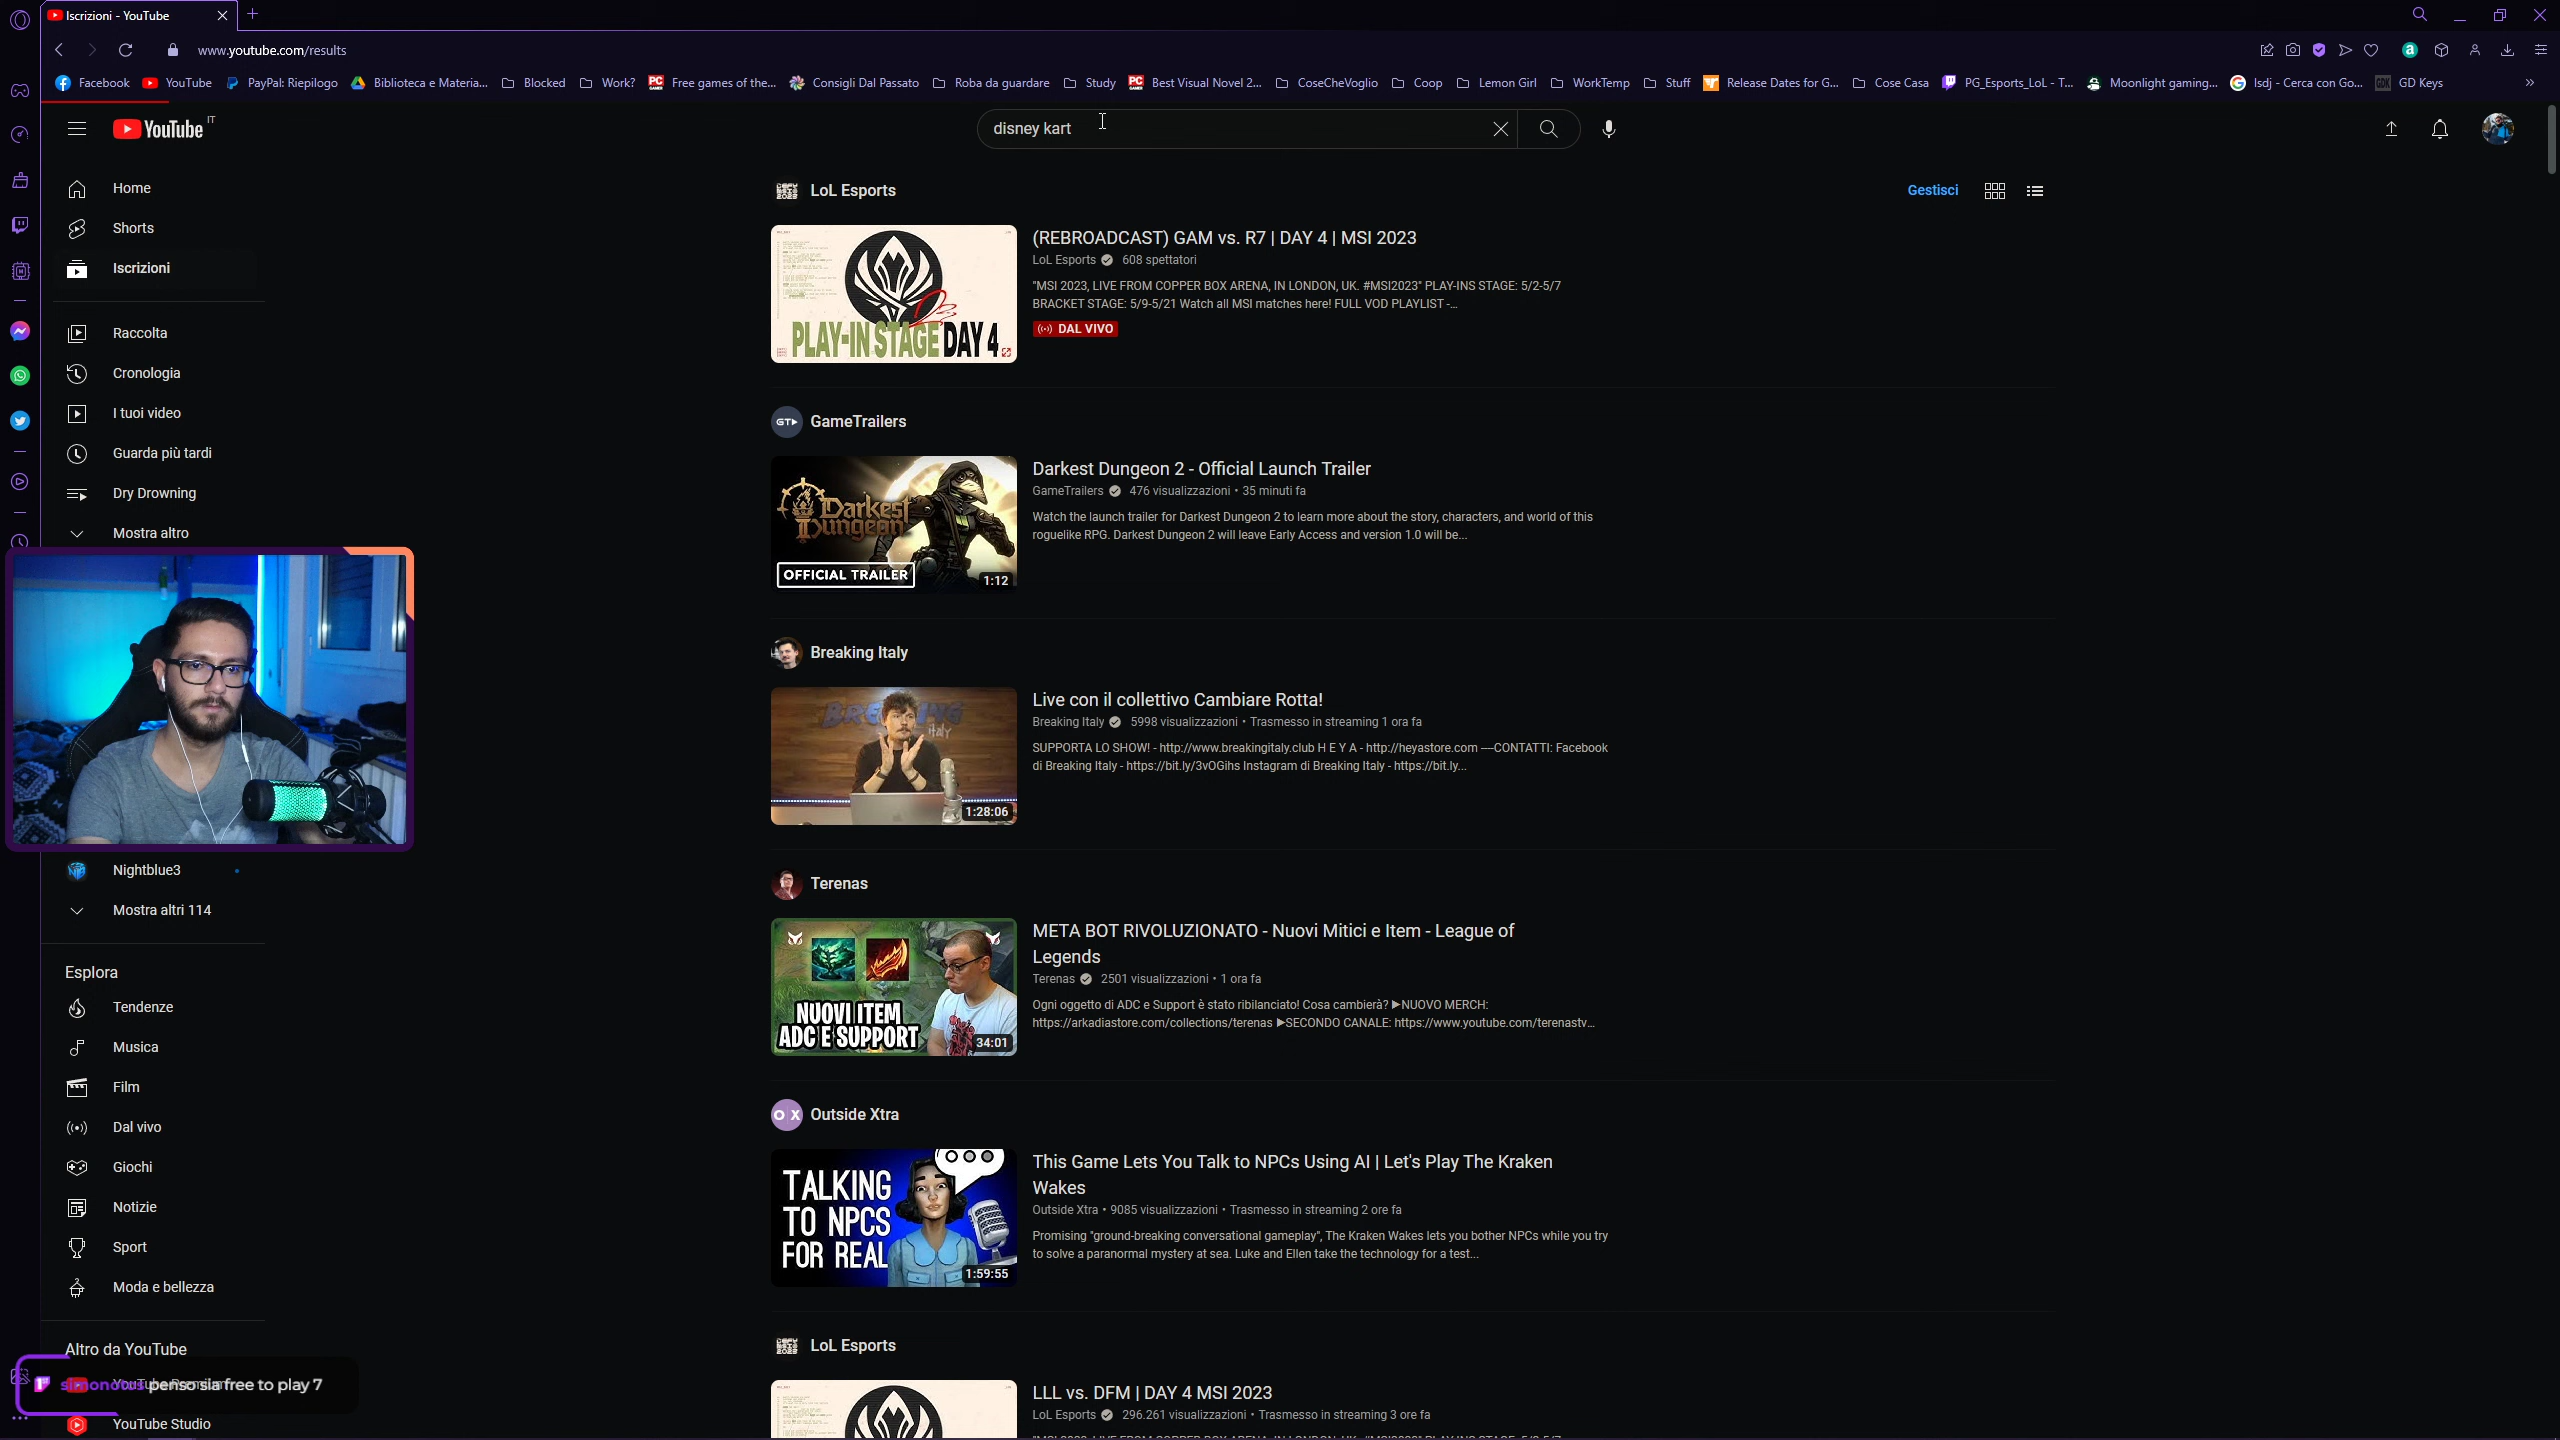 Iscrizioni - YouTube
www.youtube.com/results
Facebook
YouTube
PayPal: Riepilogo
Biblioteca e Materia...
Blocked
Work?
Free games of the...
Consigli Dal Passato
Roba da guardare
Study
Best Visual Novel 2...
CoseCheVoglio
Coop
Lemon Girl
WorkTemp
Stuff
Release Dates for G...
Cose Casa
PG_Esports_LoL - T...
Moonlight gaming...
lsdj - Cerca con Go...
GD Keys
YouTube IT
disney kart
Home
Shorts
Iscrizioni
Raccolta
Cronologia
I tuoi video
Guarda più tardi
Dry Drowning
Mostra altro
Nightblue3
Mostra altri 114
Esplora
Tendenze
Musica
Film
Dal vivo
Giochi
Notizie
Sport
Moda e bellezza
Altro da YouTube
penso sia free to play 7
YouTube Studio
LoL Esports
Gestisci
PLAY-IN STAGE DAY 4
(REBROADCAST) GAM vs. R7 | DAY 4 | MSI 2023
LoL Esports 608 spettatori
"MSI 2023, LIVE FROM COPPER BOX ARENA, IN LONDON, UK. #MSI2023" PLAY-INS STAGE: 5/2-5/7
BRACKET STAGE: 5/9-5/21 Watch all MSI matches here! FULL VOD PLAYLIST -...
DAL VIVO
GT
GameTrailers
Darkest Dungeon
OFFICIAL TRAILER
1:12
Darkest Dungeon 2 - Official Launch Trailer
GameTrailers 476 visualizzazioni • 35 minuti fa
Watch the launch trailer for Darkest Dungeon 2 to learn more about the story, characters, and world of this
roguelike RPG. Darkest Dungeon 2 will leave Early Access and version 1.0 will be...
Breaking Italy
1:28:06
Live con il collettivo Cambiare Rotta!
Breaking Italy 5998 visualizzazioni • Trasmesso in streaming 1 ora fa
SUPPORTA LO SHOW! - http://www.breakingitaly.club H E Y A - http://heyastore.com —-CONTATTI: Facebook
di Breaking Italy - https://bit.ly/3vOGihs Instagram di Breaking Italy - https://bit.ly...
Terenas
NUOVI ITEM
ADC E SUPPORT
34:01
META BOT RIVOLUZIONATO - Nuovi Mitici e Item - League of
Legends
Terenas 2501 visualizzazioni • 1 ora fa
Ogni oggetto di ADC e Support è stato ribilanciato! Cosa cambierà? ▶NUOVO MERCH:
https://arkadiastore.com/collections/terenas ▶SECONDO CANALE: https://www.youtube.com/terenastv...
OX
Outside Xtra
TALKING
TO NPCS
FOR REAL
1:59:55
This Game Lets You Talk to NPCs Using AI | Let's Play The Kraken
Wakes
Outside Xtra • 9085 visualizzazioni • Trasmesso in streaming 2 ore fa
Promising "ground-breaking conversational gameplay", The Kraken Wakes lets you bother NPCs while you try
to solve a paranormal mystery at sea. Luke and Ellen take the technology for a test...
LoL Esports
LLL vs. DFM | DAY 4 MSI 2023
LoL Esports 296.261 visualizzazioni • Trasmesso in streaming 3 ore fa